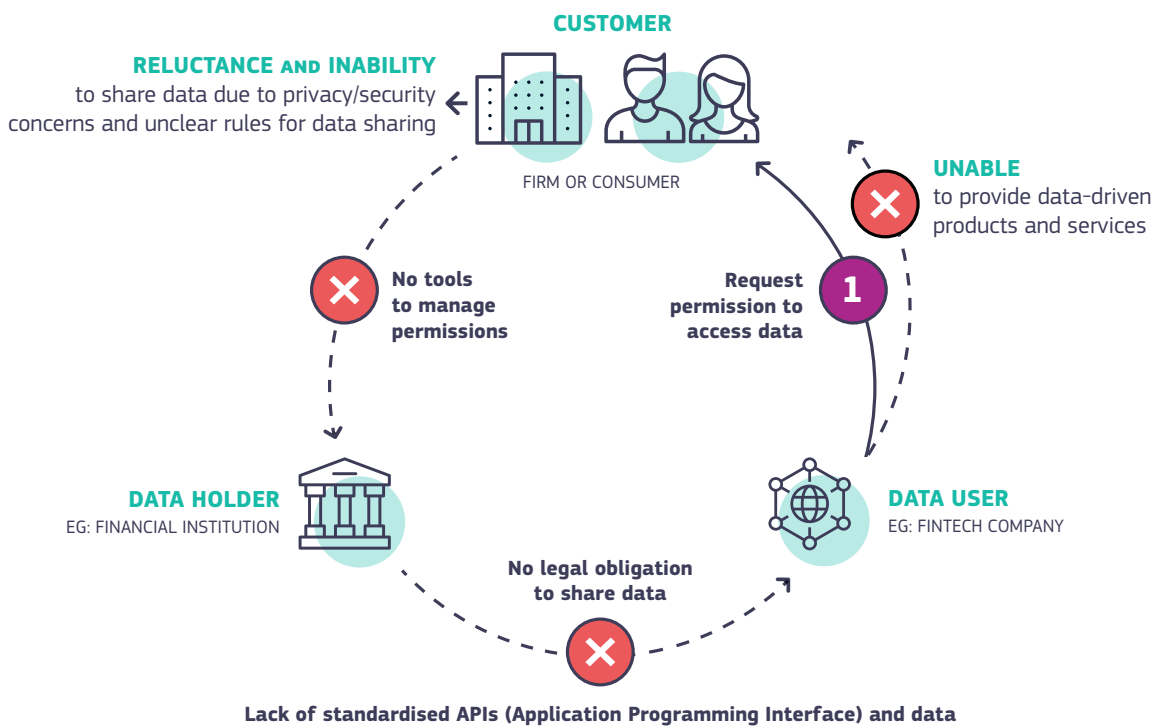 CUSTOMER
RELUCTANCE AND INABILITY
to share data due to privacy/security
concerns and unclear rules for data sharing
FIRM OR CONSUMER
UNABLE
to provide data-driven
products and services
No tools
to manage
permissions
Request
permission to
access data
1
DATA HOLDER
EG: FINANCIAL INSTITUTION
DATA USER
EG: FINTECH COMPANY
No legal obligation
to share data
Lack of standardised APIs (Application Programming Interface) and data